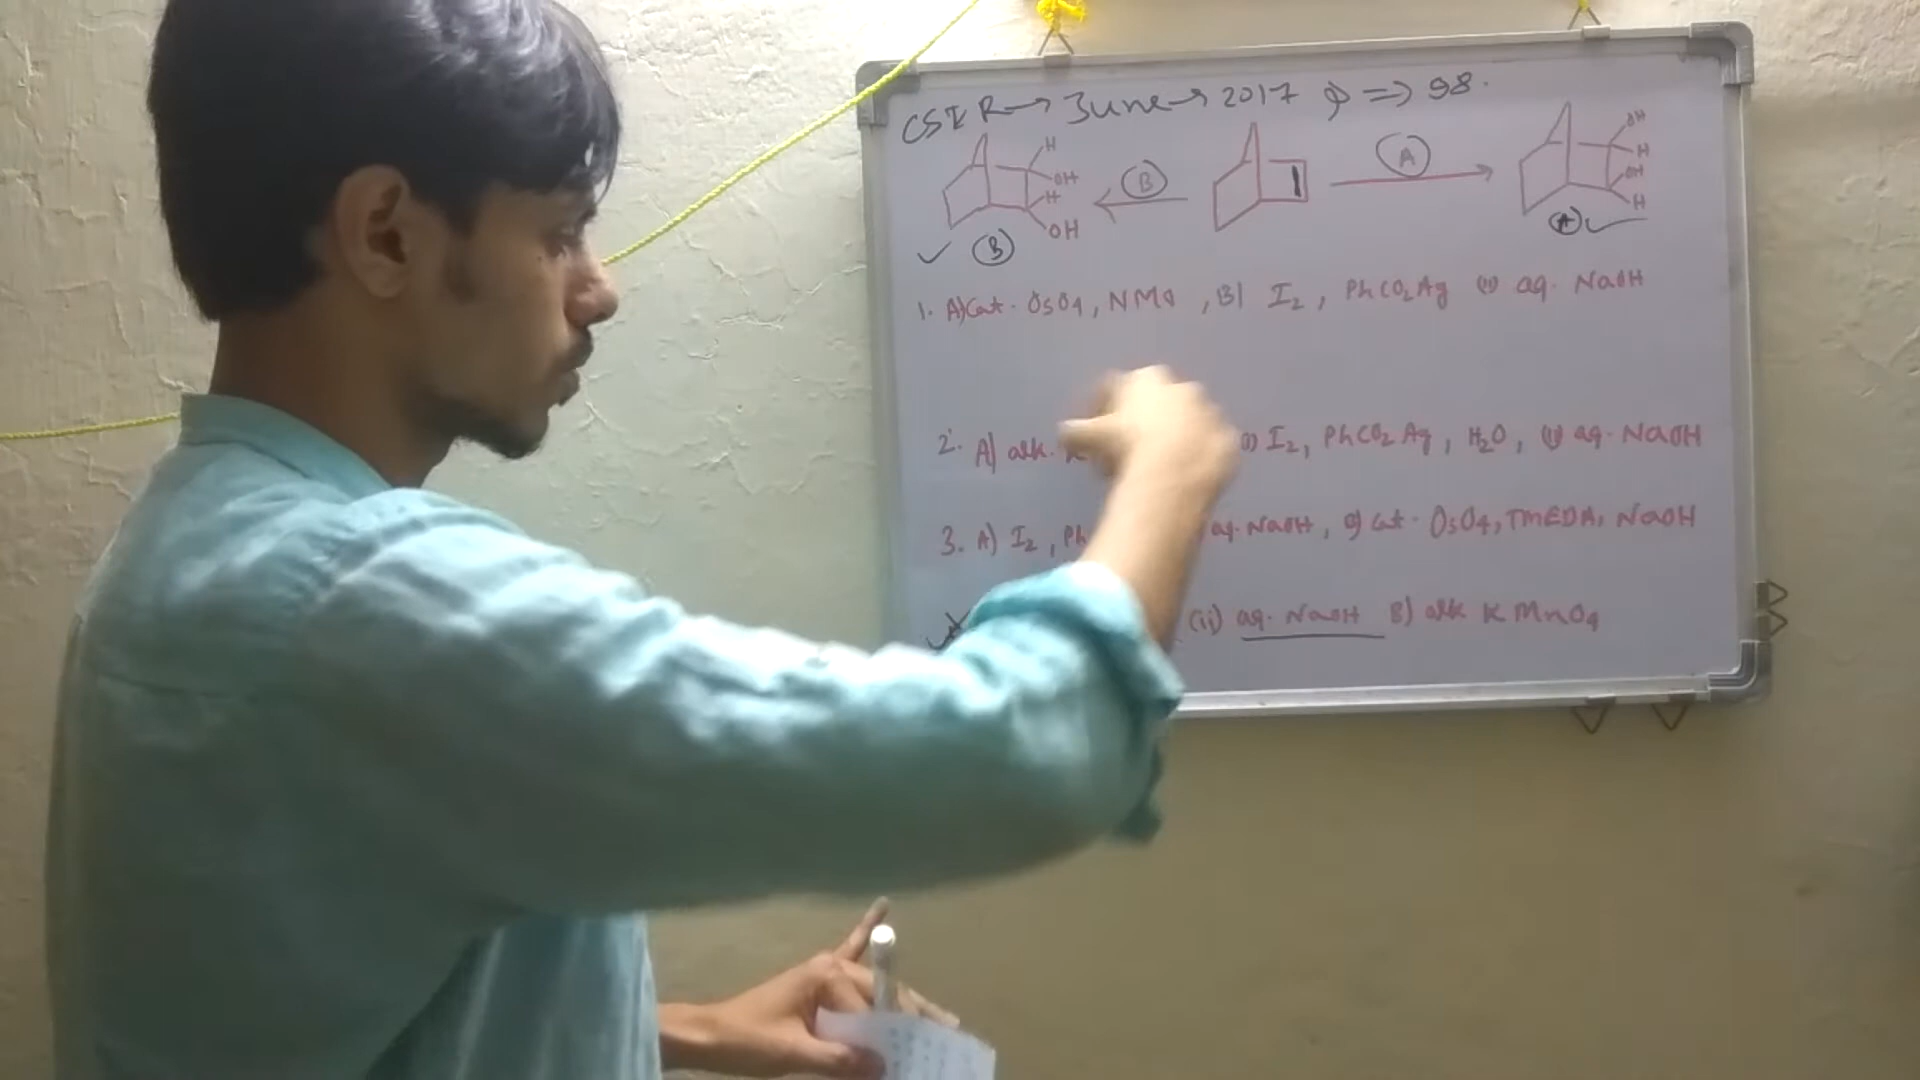 CSIR → June → 2017 Q ⇒ 98.
H OH H OH B
B
A
OH H OH H A
1. A) Cat. OsO4, NMO, B) I2, PhCO2Ag (ii) aq. NaOH
2. A) alk. I2, PhCO2Ag, H2O, (ii) aq. NaOH
3. A) I2, Ph aq. NaOH, B) Cat. OsO4, TMEDA, NaOH
(ii) aq. NaOH B) alk KMnO4